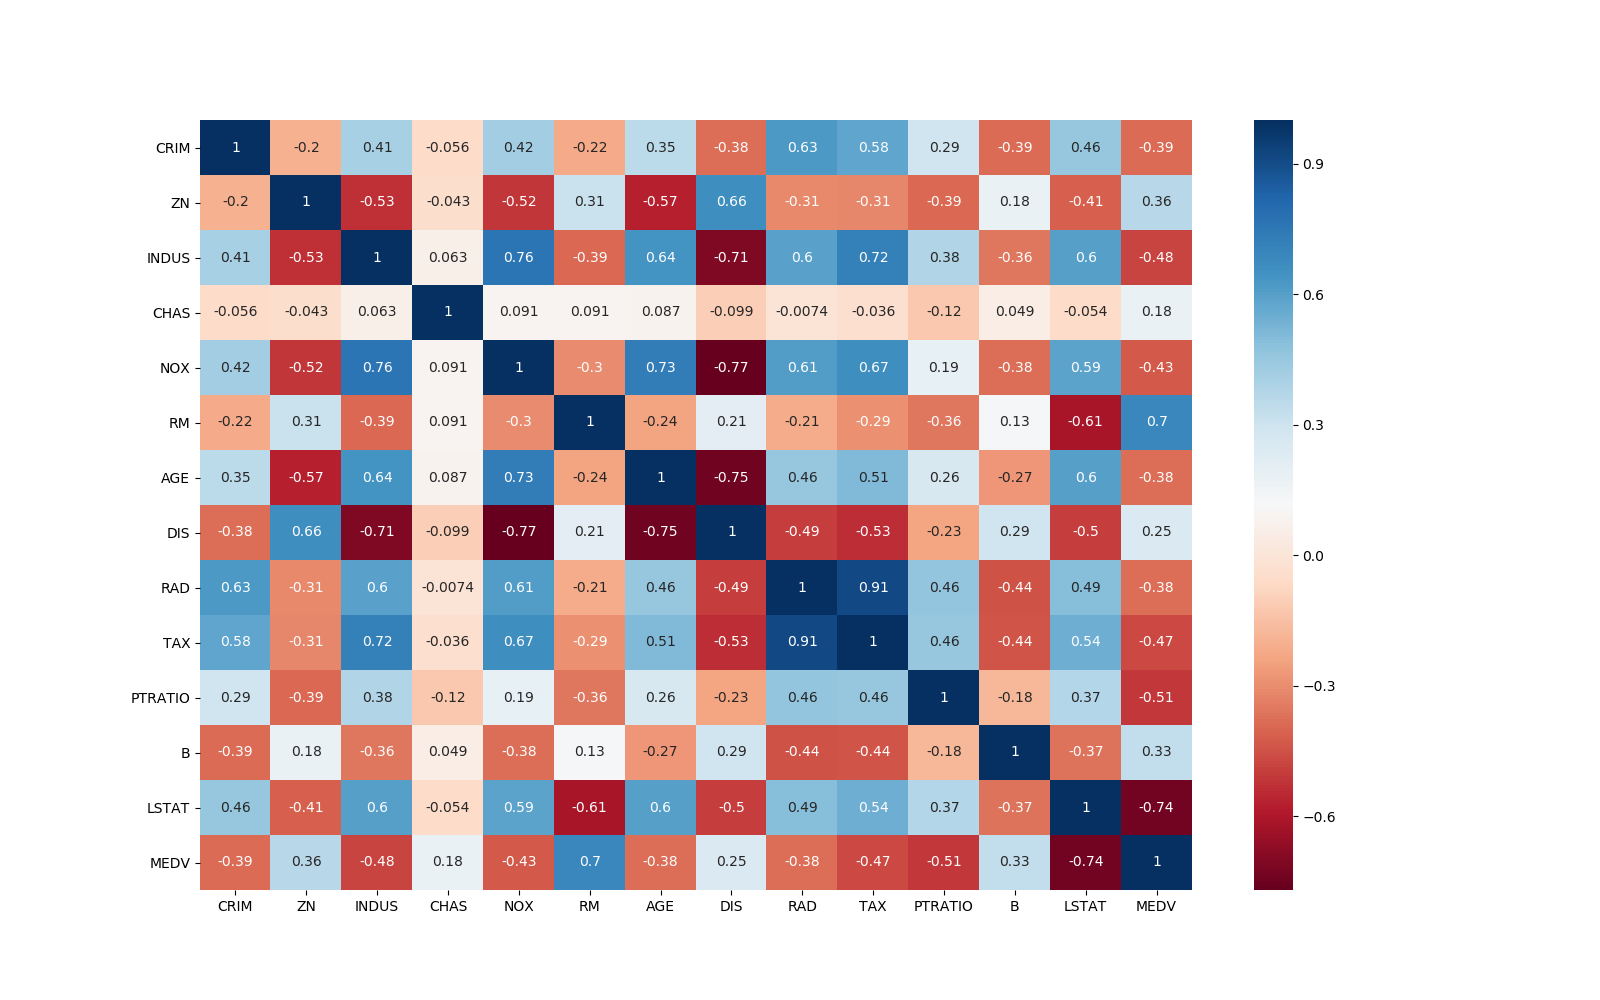 CRIM 1 -0.2 0.41 -0.056 0.42 -0.22 0.35 -0.38 0.63 0.58 0.29 -0.39 0.46 -0.39
ZN -0.2 1 -0.53 -0.043 -0.52 0.31 -0.57 0.66 -0.31 -0.31 -0.39 0.18 -0.41 0.36
INDUS 0.41 -0.53 1 0.063 0.76 -0.39 0.64 -0.71 0.6 0.72 0.38 -0.36 0.6 -0.48
CHAS -0.056 -0.043 0.063 1 0.091 0.091 0.087 -0.099 -0.0074 -0.036 -0.12 0.049 -0.054 0.18
NOX 0.42 -0.52 0.76 0.091 1 -0.3 0.73 -0.77 0.61 0.67 0.19 -0.38 0.59 -0.43
RM -0.22 0.31 -0.39 0.091 -0.3 1 -0.24 0.21 -0.21 -0.29 -0.36 0.13 -0.61 0.7
AGE 0.35 -0.57 0.64 0.087 0.73 -0.24 1 -0.75 0.46 0.51 0.26 -0.27 0.6 -0.38
DIS -0.38 0.66 -0.71 -0.099 -0.77 0.21 -0.75 1 -0.49 -0.53 -0.23 0.29 -0.5 0.25
RAD 0.63 -0.31 0.6 -0.0074 0.61 -0.21 0.46 -0.49 1 0.91 0.46 -0.44 0.49 -0.38
TAX 0.58 -0.31 0.72 -0.036 0.67 -0.29 0.51 -0.53 0.91 1 0.46 -0.44 0.54 -0.47
PTRATIO 0.29 -0.39 0.38 -0.12 0.19 -0.36 0.26 -0.23 0.46 0.46 1 -0.18 0.37 -0.51
B -0.39 0.18 -0.36 0.049 -0.38 0.13 -0.27 0.29 -0.44 -0.44 -0.18 1 -0.37 0.33
LSTAT 0.46 -0.41 0.6 -0.054 0.59 -0.61 0.6 -0.5 0.49 0.54 0.37 -0.37 1 -0.74
MEDV -0.39 0.36 -0.48 0.18 -0.43 0.7 -0.38 0.25 -0.38 -0.47 -0.51 0.33 -0.74 1
CRIM ZN INDUS CHAS NOX RM AGE DIS RAD TAX PTRATIO B LSTAT MEDV
0.9
0.6
0.3
0.0
−0.3
−0.6